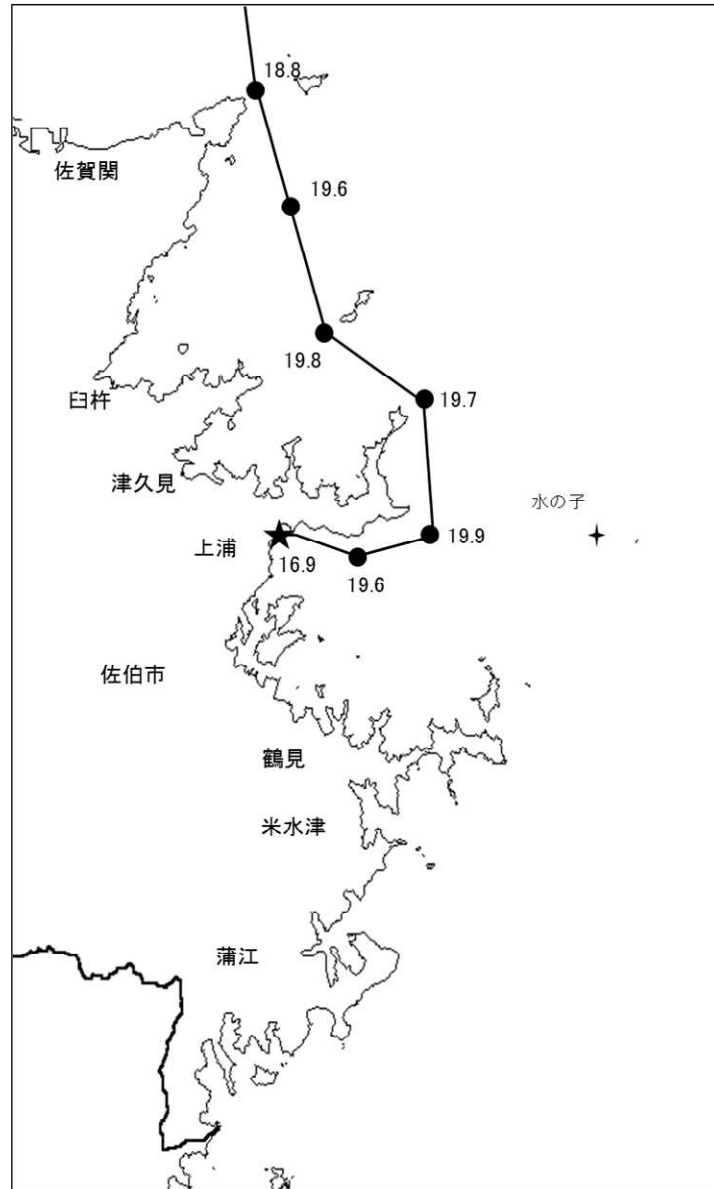 18.8
佐賀関
19.6
19.8
臼杵
19.7
津久見
水の子
上浦
16.9
19.6
19.9
佐伯市
鶴見
米水津
蒲江